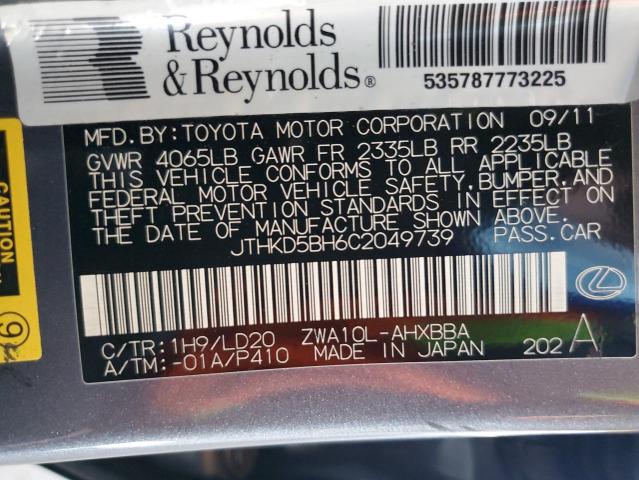 Reynolds
& Reynolds®
535787773225
MFD. BY: TOYOTA MOTOR CORPORATION 09/11
GVWR 4065LB GAWR FR 2335LB RR 2235LB
THIS VEHICLE CONFORMS TO ALL APPLICABLE
FEDERAL MOTOR VEHICLE SAFETY, BUMPER, AND
THEFT PREVENTION STANDARDS IN EFFECT ON
THE DATE OF MANUFACTURE SHOWN ABOVE.
JTHKD5BH6C2049739 PASS. CAR
C/TR: 1H9/LD20 ZWA10L-AHXBBA
A/TM: -01A/P410 MADE IN JAPAN 202 A
CAUTION